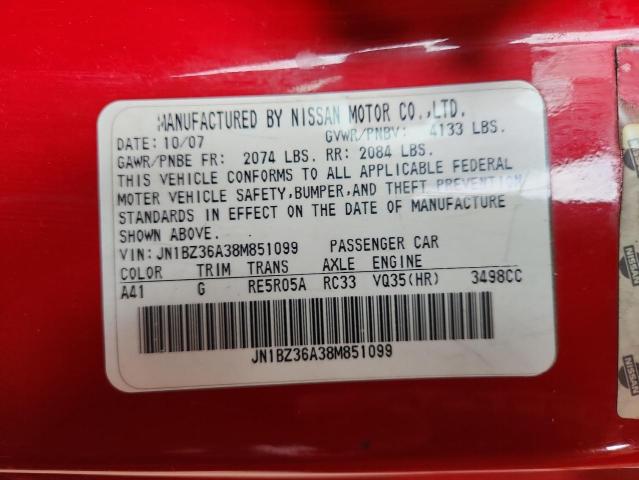 MANUFACTURED BY NISSAN MOTOR CO.,LTD.
DATE: 10/07 GVWR/PNBV: 4133 LBS.
GAWR/PNBE FR: 2074 LBS. RR: 2084 LBS.
THIS VEHICLE CONFORMS TO ALL APPLICABLE FEDERAL
MOTOR VEHICLE SAFETY,BUMPER,AND THEFT PREVENTION
STANDARDS IN EFFECT ON THE DATE OF MANUFACTURE
SHOWN ABOVE.
VIN: JN1BZ36A38M851099 PASSENGER CAR
COLOR TRIM TRANS AXLE ENGINE
A41 G RE5R05A RC33 VQ35(HR) 3498CC
JN1BZ36A38M851099
NISSAN
NISSAN